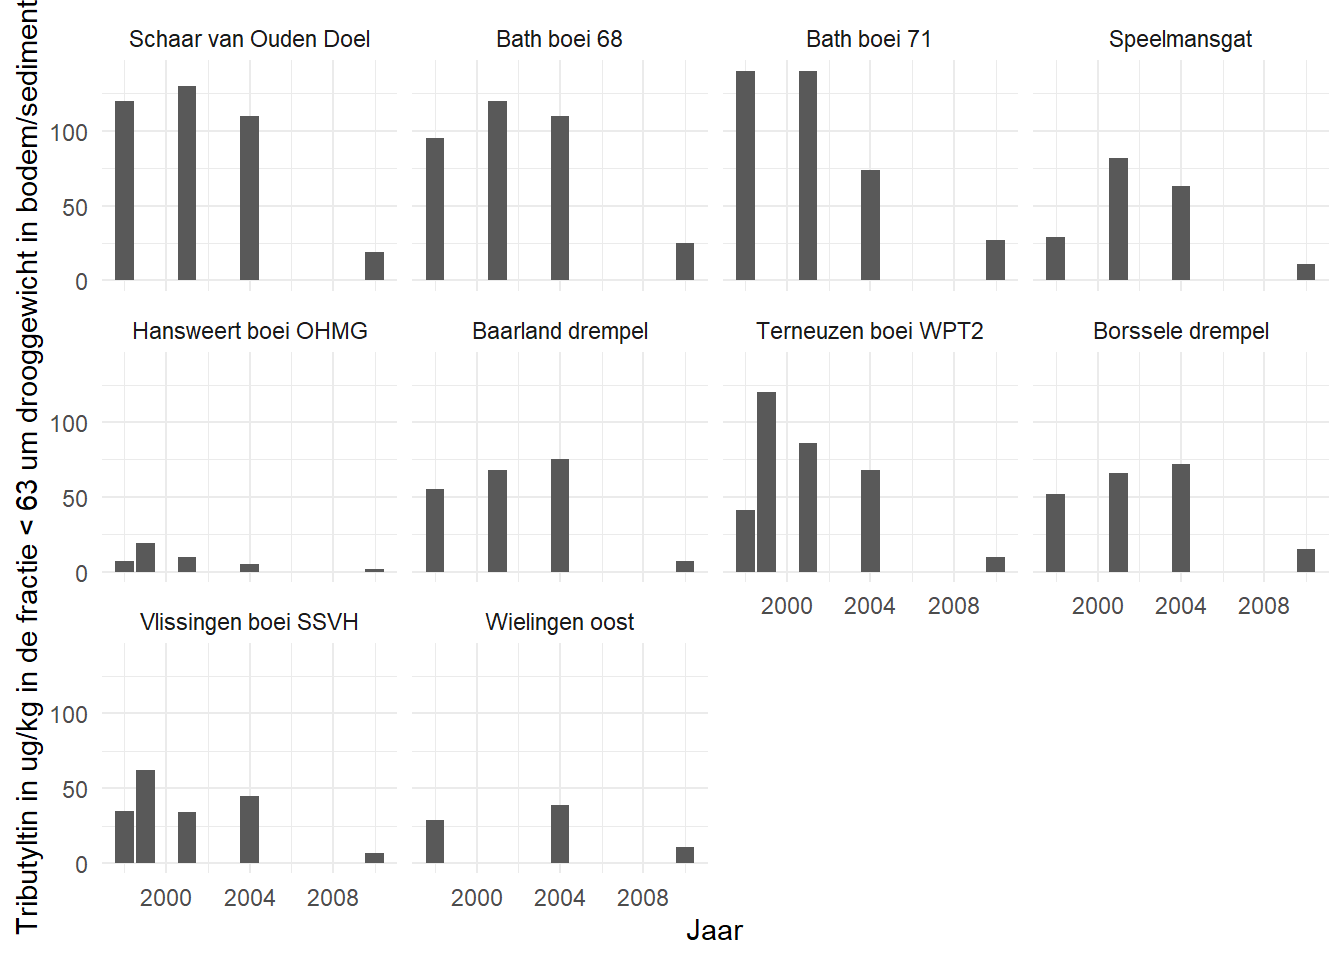 Tributyltin in ug/kg in de fractie < 63 um drooggewicht in bodem/sediment
Schaar van Ouden Doel
Bath boei 68
Bath boei 71
Speelmansgat
100
50
0
Hansweert boei OHMG
Baarland drempel
Terneuzen boei WPT2
Borssele drempel
100
50
0
2000 2004 2008
2000 2004 2008
Vlissingen boei SSVH
Wielingen oost
100
50
0
2000 2004 2008
2000 2004 2008
Jaar